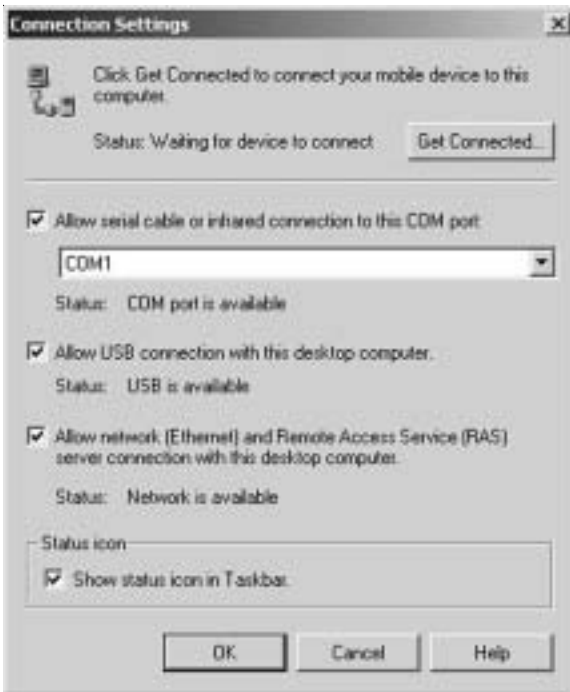 Connection Settings
Click Get Connected to connect your mobile device to this
computer.
Status: Waiting for device to connect
Get Connected...
Allow serial cable or infrared connection to this COM port:
COM1
Status: COM port is available
Allow USB connection with this desktop computer.
Status: USB is available
Allow network (Ethernet) and Remote Access Service (RAS)
server connection with this desktop computer.
Status: Network is available
Status icon
Show status icon in Taskbar.
OK Cancel Help